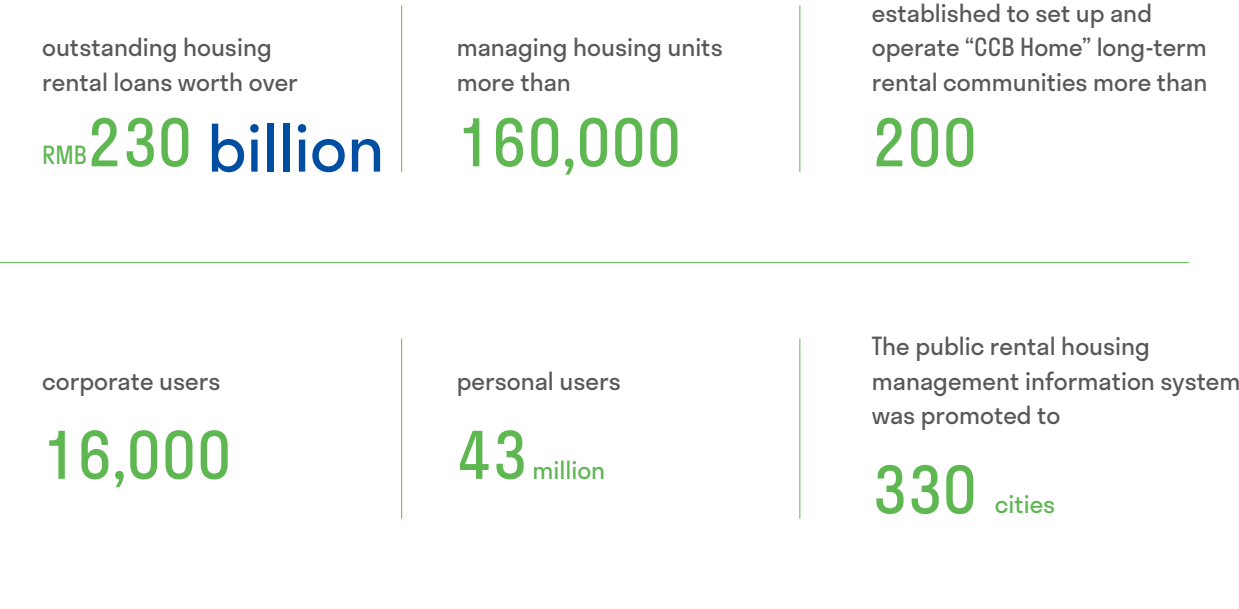 outstanding housing
rental loans worth over
RMB 230 billion
managing housing units
more than
160,000
established to set up and
operate “CCB Home” long-term
rental communities more than
200
corporate users
16,000
personal users
43 million
The public rental housing
management information system
was promoted to
330 cities